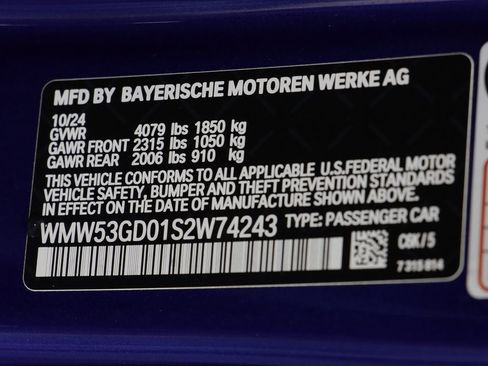 MFD BY BAYERISCHE MOTOREN WERKE AG
10/24
GVWR 4079 lbs 1850 kg
GAWR FRONT 2315 lbs 1050 kg
GAWR REAR 2006 lbs 910 kg
THIS VEHICLE CONFORMS TO ALL APPLICABLE U.S.FEDERAL MOTOR
VEHICLE SAFETY, BUMPER AND THEFT PREVENTION STANDARDS
IN EFFECT ON THE DATE OF MANUFACTURE SHOWN ABOVE.
WMW53GD01S2W74243 TYPE: PASSENGER CAR
C6K/5
7 315 814